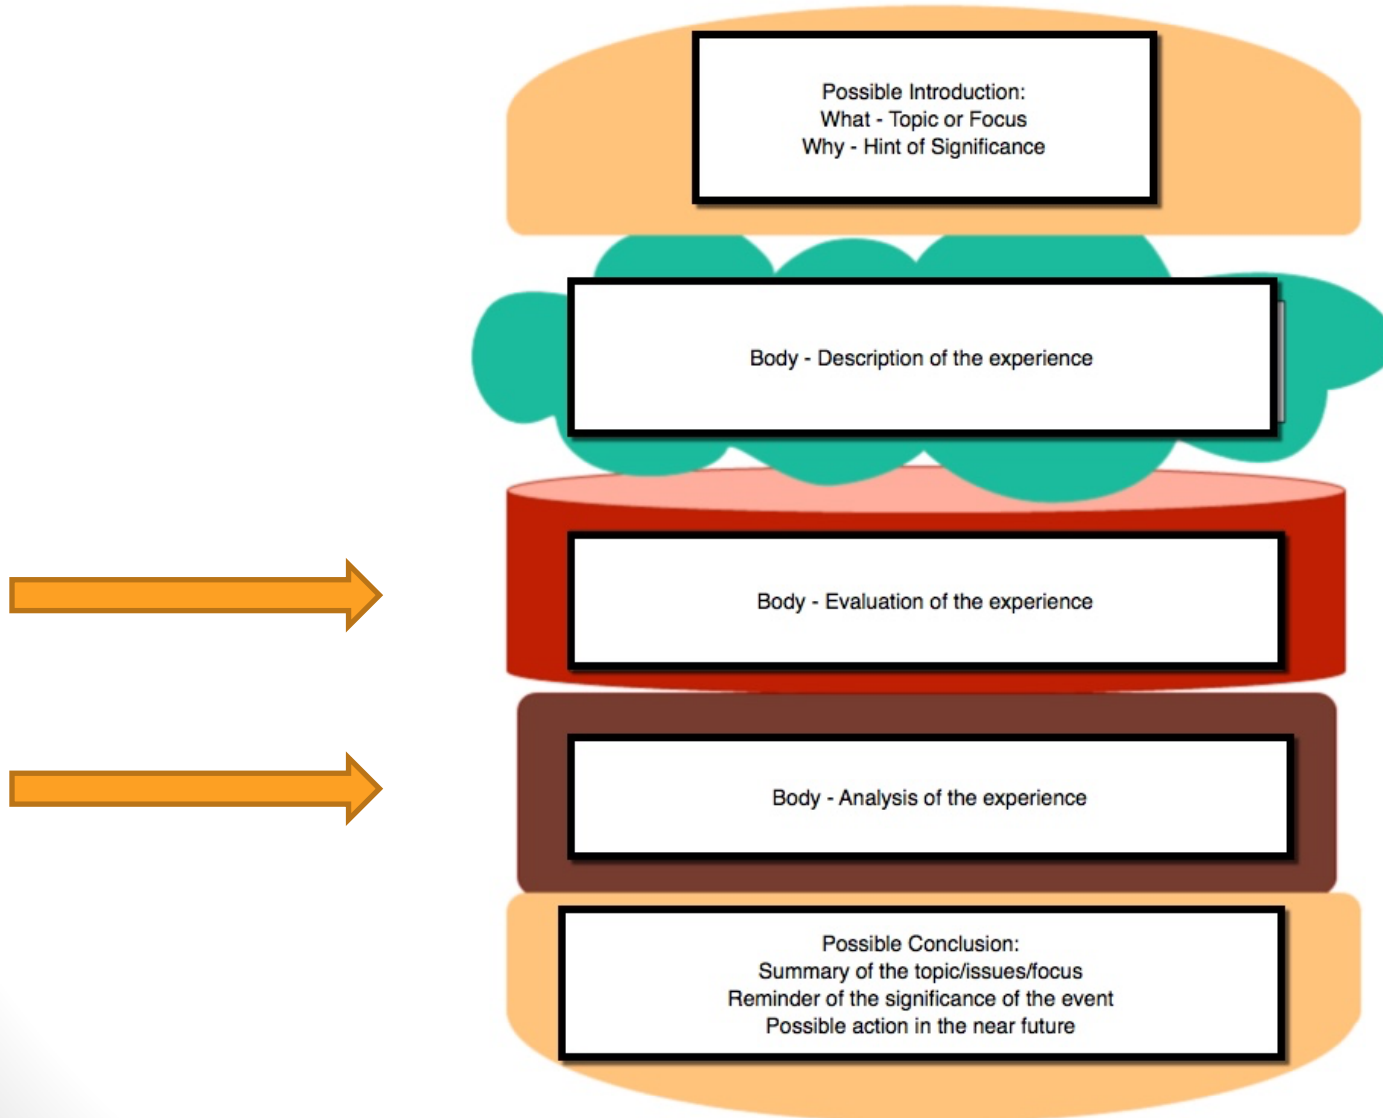 Possible Introduction:
What - Topic or Focus
Why - Hint of Significance
Body - Description of the experience
Body - Evaluation of the experience
Body - Analysis of the experience
Possible Conclusion:
Summary of the topic/issues/focus
Reminder of the significance of the event
Possible action in the near future